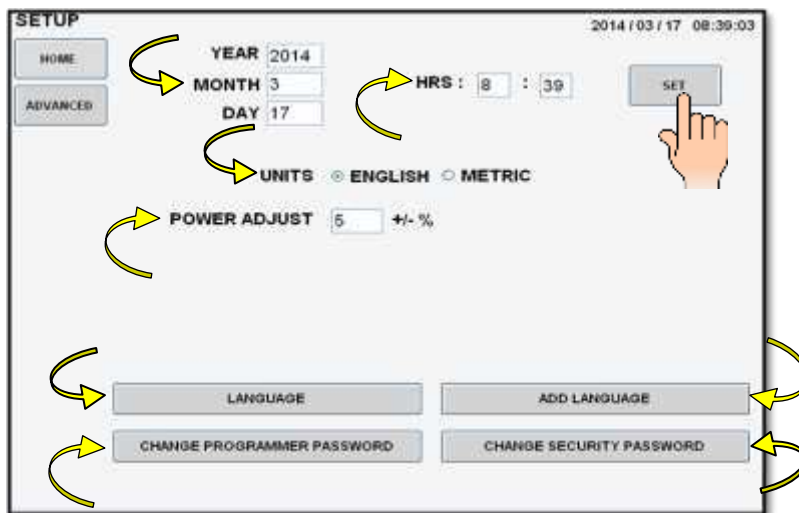 SETUP
2014 / 03 / 17 08:39:03
HOME
ADVANCED
YEAR 2014
MONTH 3
DAY 17
HRS : 8 : 39
SET
UNITS ENGLISH METRIC
POWER ADJUST 5 +/- %
LANGUAGE
ADD LANGUAGE
CHANGE PROGRAMMER PASSWORD
CHANGE SECURITY PASSWORD